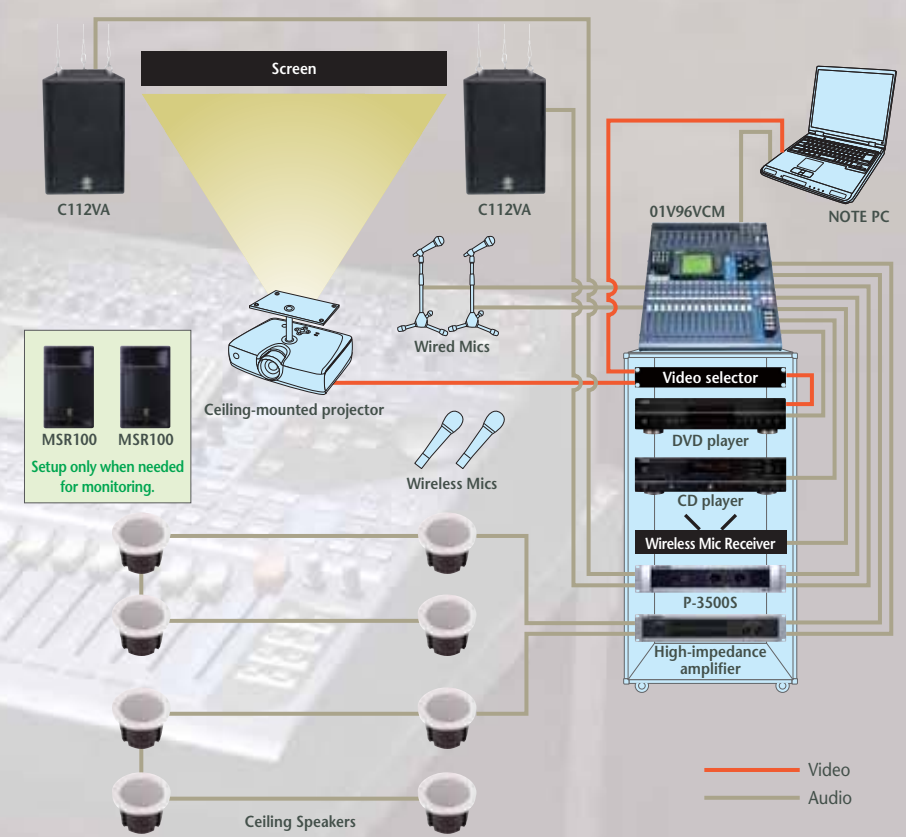 Screen
C112VA
C112VA
01V96VCM
NOTE PC
Wired Mics
Ceiling-mounted projector
Video selector
DVD player
MSR100
MSR100
Setup only when needed
for monitoring.
Wireless Mics
CD player
Wireless Mic Receiver
P-3500S
High-impedance
amplifier
Video
Audio
Ceiling Speakers